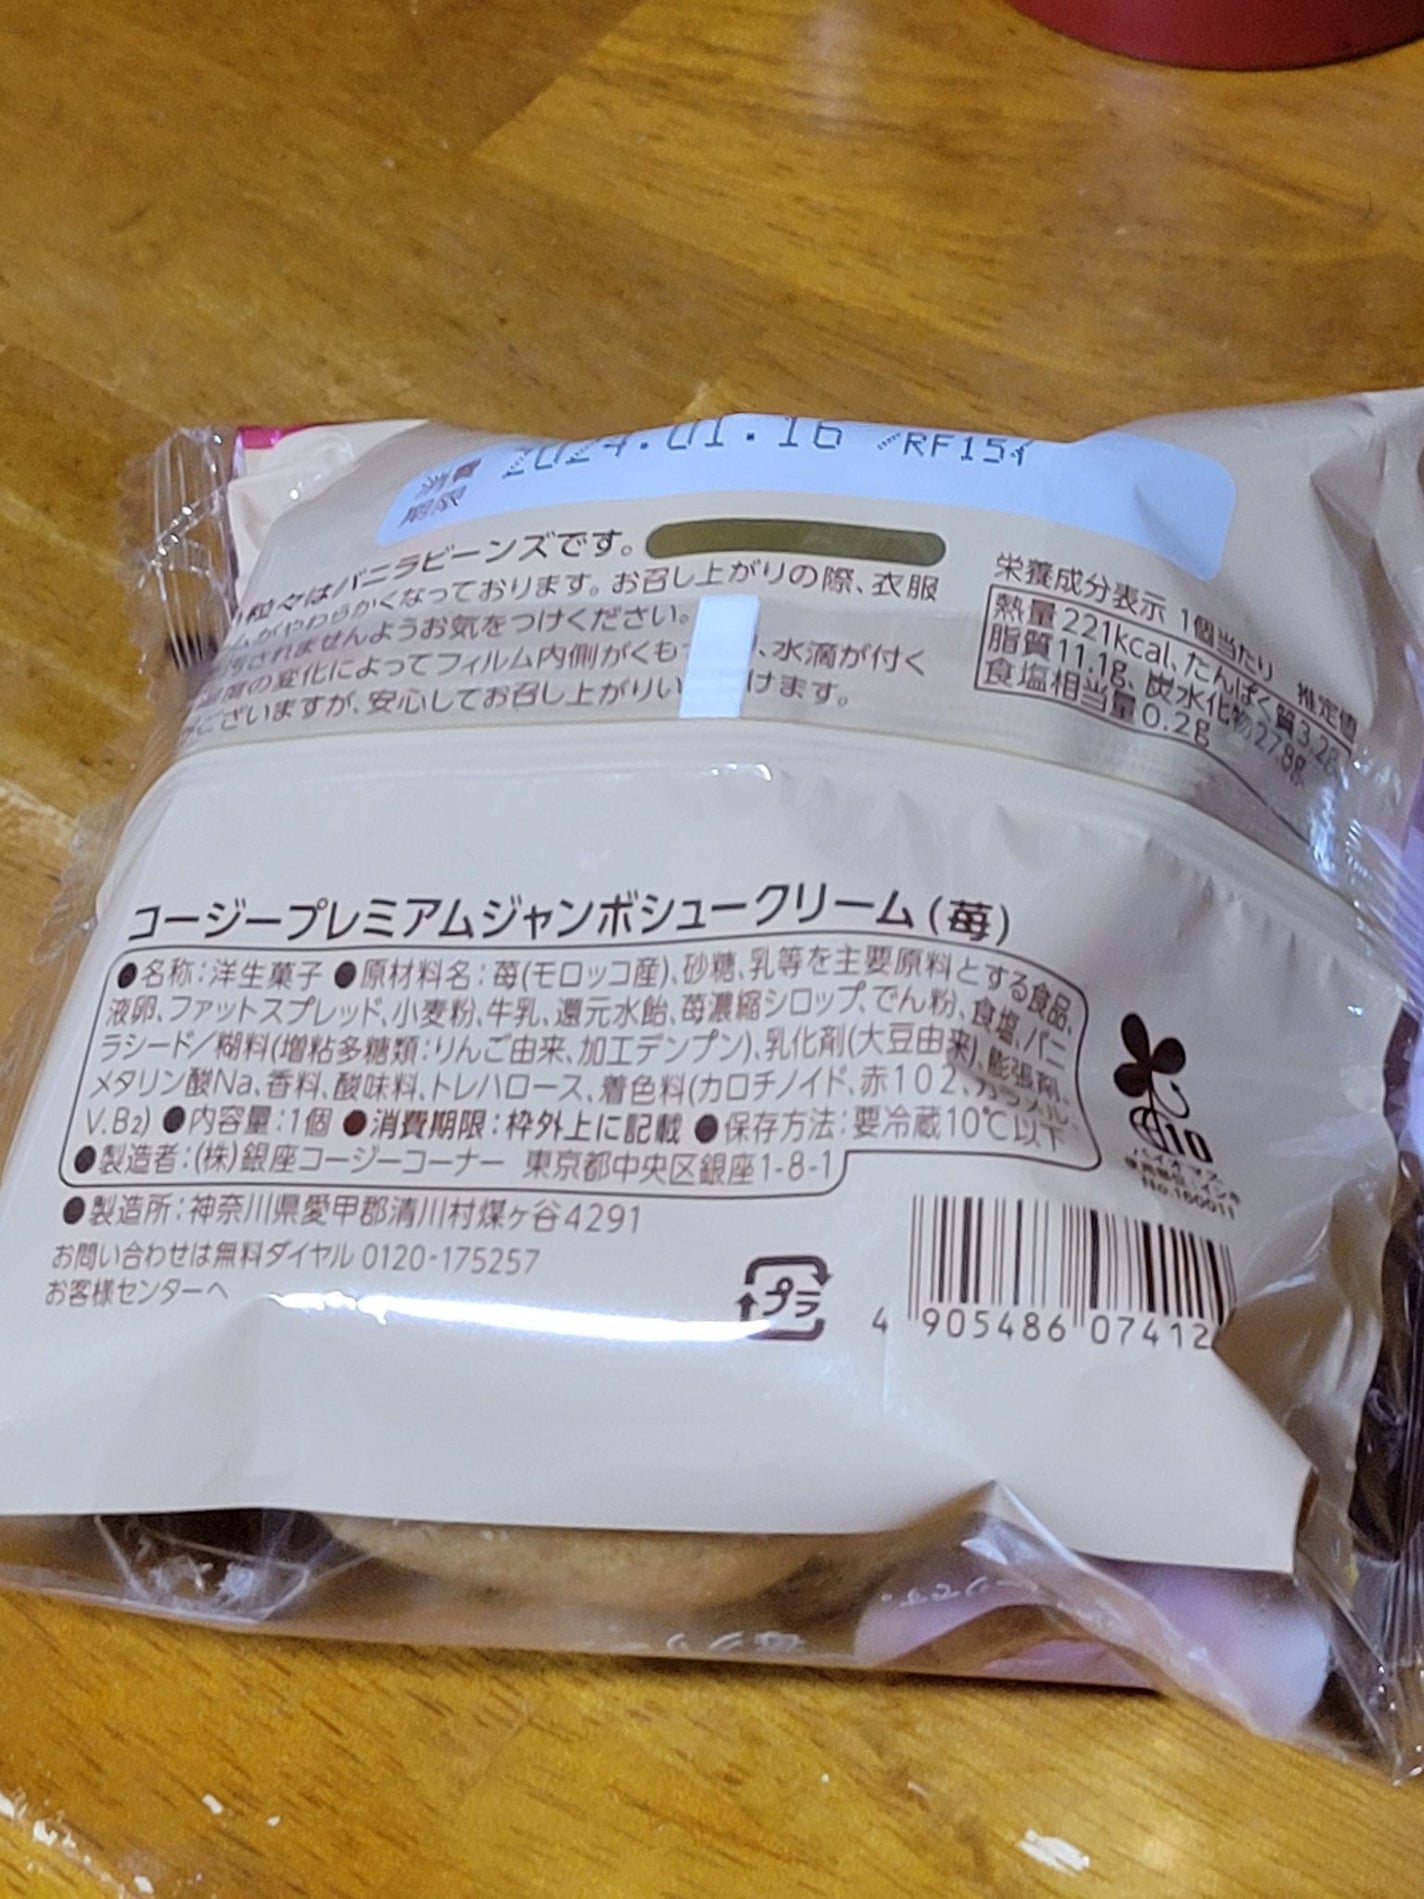 消費
期限
2024.01.16 RF151
粒々はバニラビーンズです。
ムがやわらかくなっております。お召し上がりの際、衣服
汚されませんようお気をつけください。
温度の変化によってフィルム内側がくも 、水滴が付く
ございますが、安心してお召し上がりい けます。
栄養成分表示 1個当たり 推定値
熱量221kcal、たんぱく質3.2g
脂質11.1g、炭水化物27.8g
食塩相当量0.2g
コージープレミアムジャンボシュークリーム(苺)
●名称:洋生菓子 ●原材料名:苺(モロッコ産)、砂糖、乳等を主要原料とする食品、
液卵、ファットスプレッド、小麦粉、牛乳、還元水飴、苺濃縮シロップ、でん粉、食塩、バニ
ラシード/糊料(増粘多糖類:りんご由来、加工デンプン)、乳化剤(大豆由来)、膨張剤、
メタリン酸Na、香料、酸味料、トレハロース、着色料(カロチノイド、赤102、カラメル、
V.B2) ●内容量:1個 ●消費期限:枠外上に記載 ●保存方法:要冷蔵10℃以下
●製造者:(株)銀座コージーコーナー 東京都中央区銀座1-8-1
●製造所:神奈川県愛甲郡清川村煤ヶ谷4291
お問い合わせは無料ダイヤル 0120-175257
お客様センターへ
10
バイオマス
No.160011
プラ
4 905486 07412